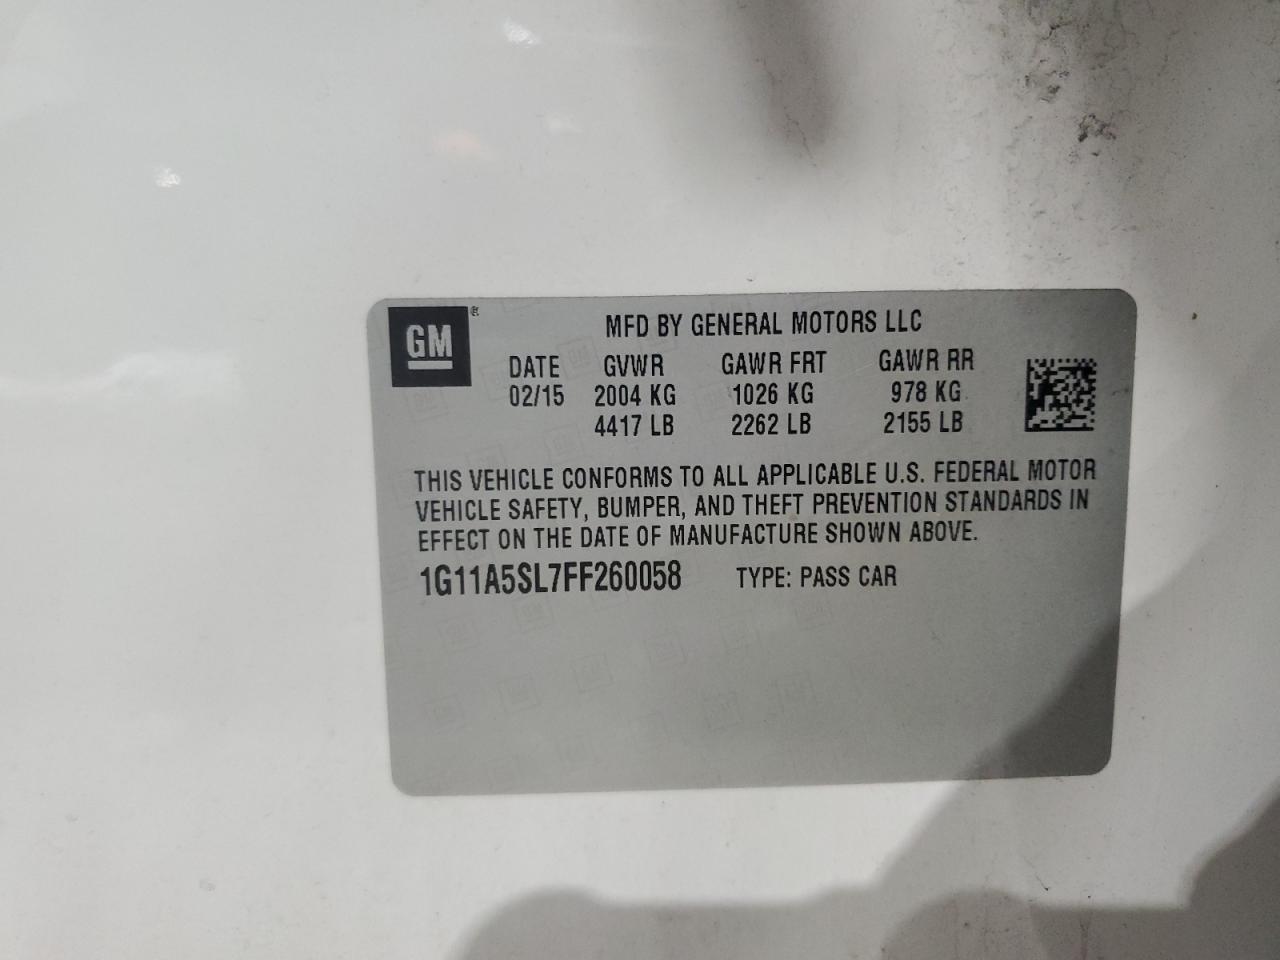 GM®
MFD BY GENERAL MOTORS LLC
DATE GVWR GAWR FRT GAWR RR
02/15 2004 KG 1026 KG 978 KG
4417 LB 2262 LB 2155 LB
THIS VEHICLE CONFORMS TO ALL APPLICABLE U.S. FEDERAL MOTOR
VEHICLE SAFETY, BUMPER, AND THEFT PREVENTION STANDARDS IN
EFFECT ON THE DATE OF MANUFACTURE SHOWN ABOVE.
1G11A5SL7FF260058 TYPE: PASS CAR